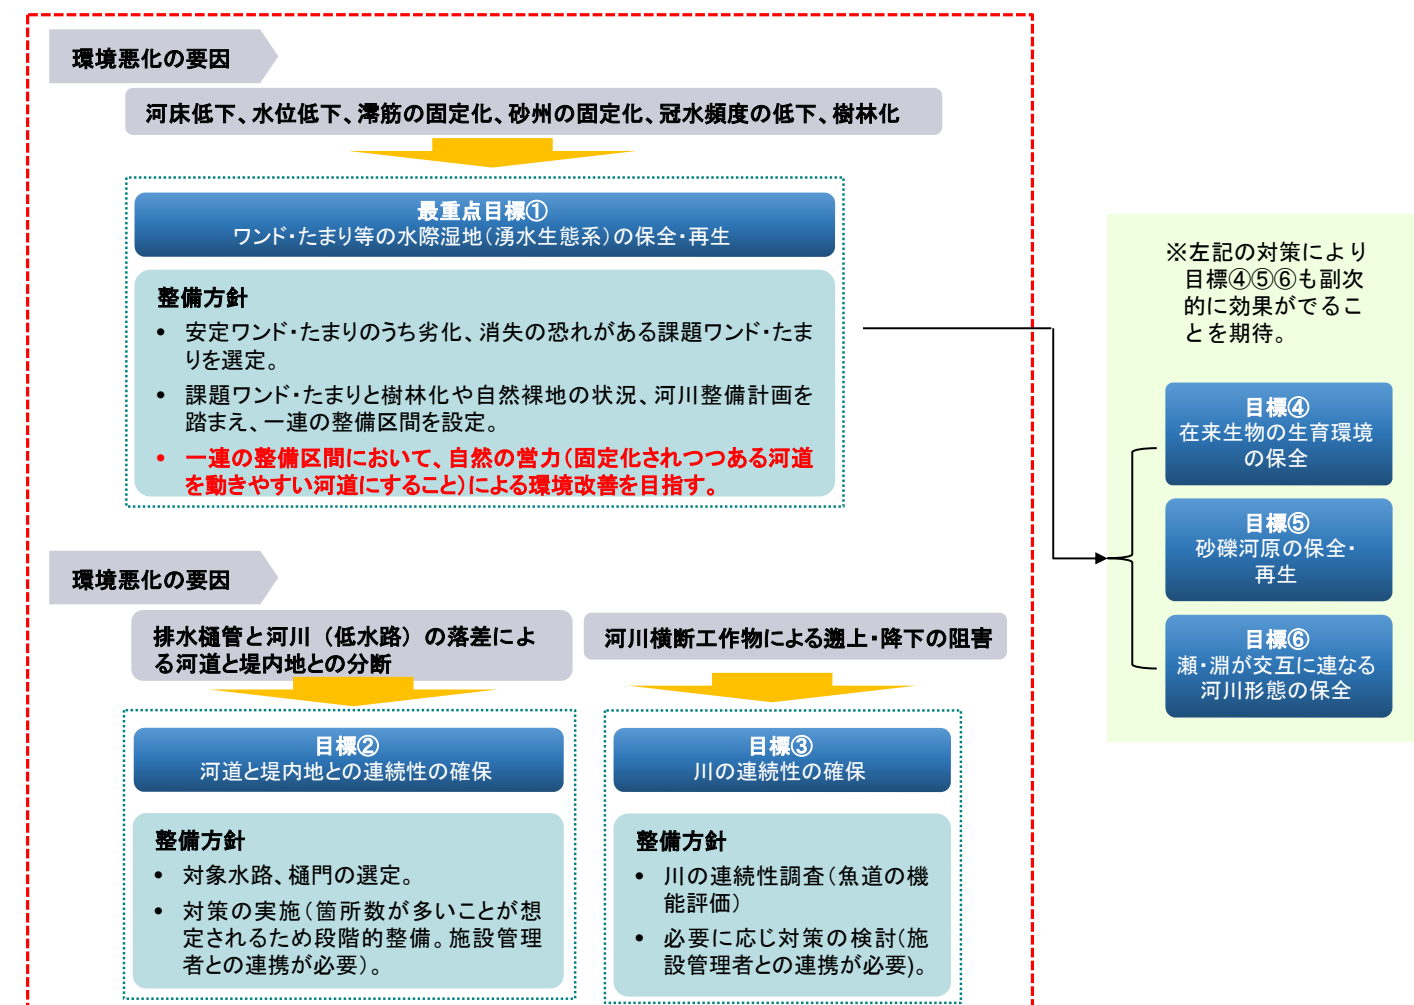 環境悪化の要因
河床低下、水位低下、澪筋の固定化、砂州の固定化、冠水頻度の低下、樹林化
最重点目標①
ワンド・たまり等の水際湿地（湧水生態系）の保全・再生
整備方針
• 安定ワンド・たまりのうち劣化、消失の恐れがある課題ワンド・たま
りを選定。
• 課題ワンド・たまりと樹林化や自然裸地の状況、河川整備計画を
踏まえ、一連の整備区間を設定。
• 一連の整備区間において、自然の営力（固定化されつつある河道
を動きやすい河道にすること）による環境改善を目指す。
環境悪化の要因
排水樋管と河川（低水路）の落差によ
る河道と堤内地との分断
目標②
河道と堤内地との連続性の確保
整備方針
• 対象水路、樋門の選定。
• 対策の実施（箇所数が多いことが想
定されるため段階的整備。施設管理
者との連携が必要）。
河川横断工作物による遡上・降下の阻害
目標③
川の連続性の確保
整備方針
• 川の連続性調査（魚道の機
能評価）
• 必要に応じ対策の検討(施
設管理者との連携が必要)。
※左記の対策により
目標④⑤⑥も副次
的に効果がでるこ
とを期待。
目標④
在来生物の生育環境
の保全
目標⑤
砂礫河原の保全・
再生
目標⑥
瀬・淵が交互に連なる
河川形態の保全